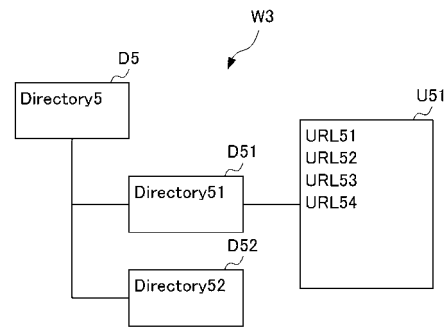 W3
D5
Directory5
U51
URL51
URL52
URL53
URL54
D51
Directory51
D52
Directory52